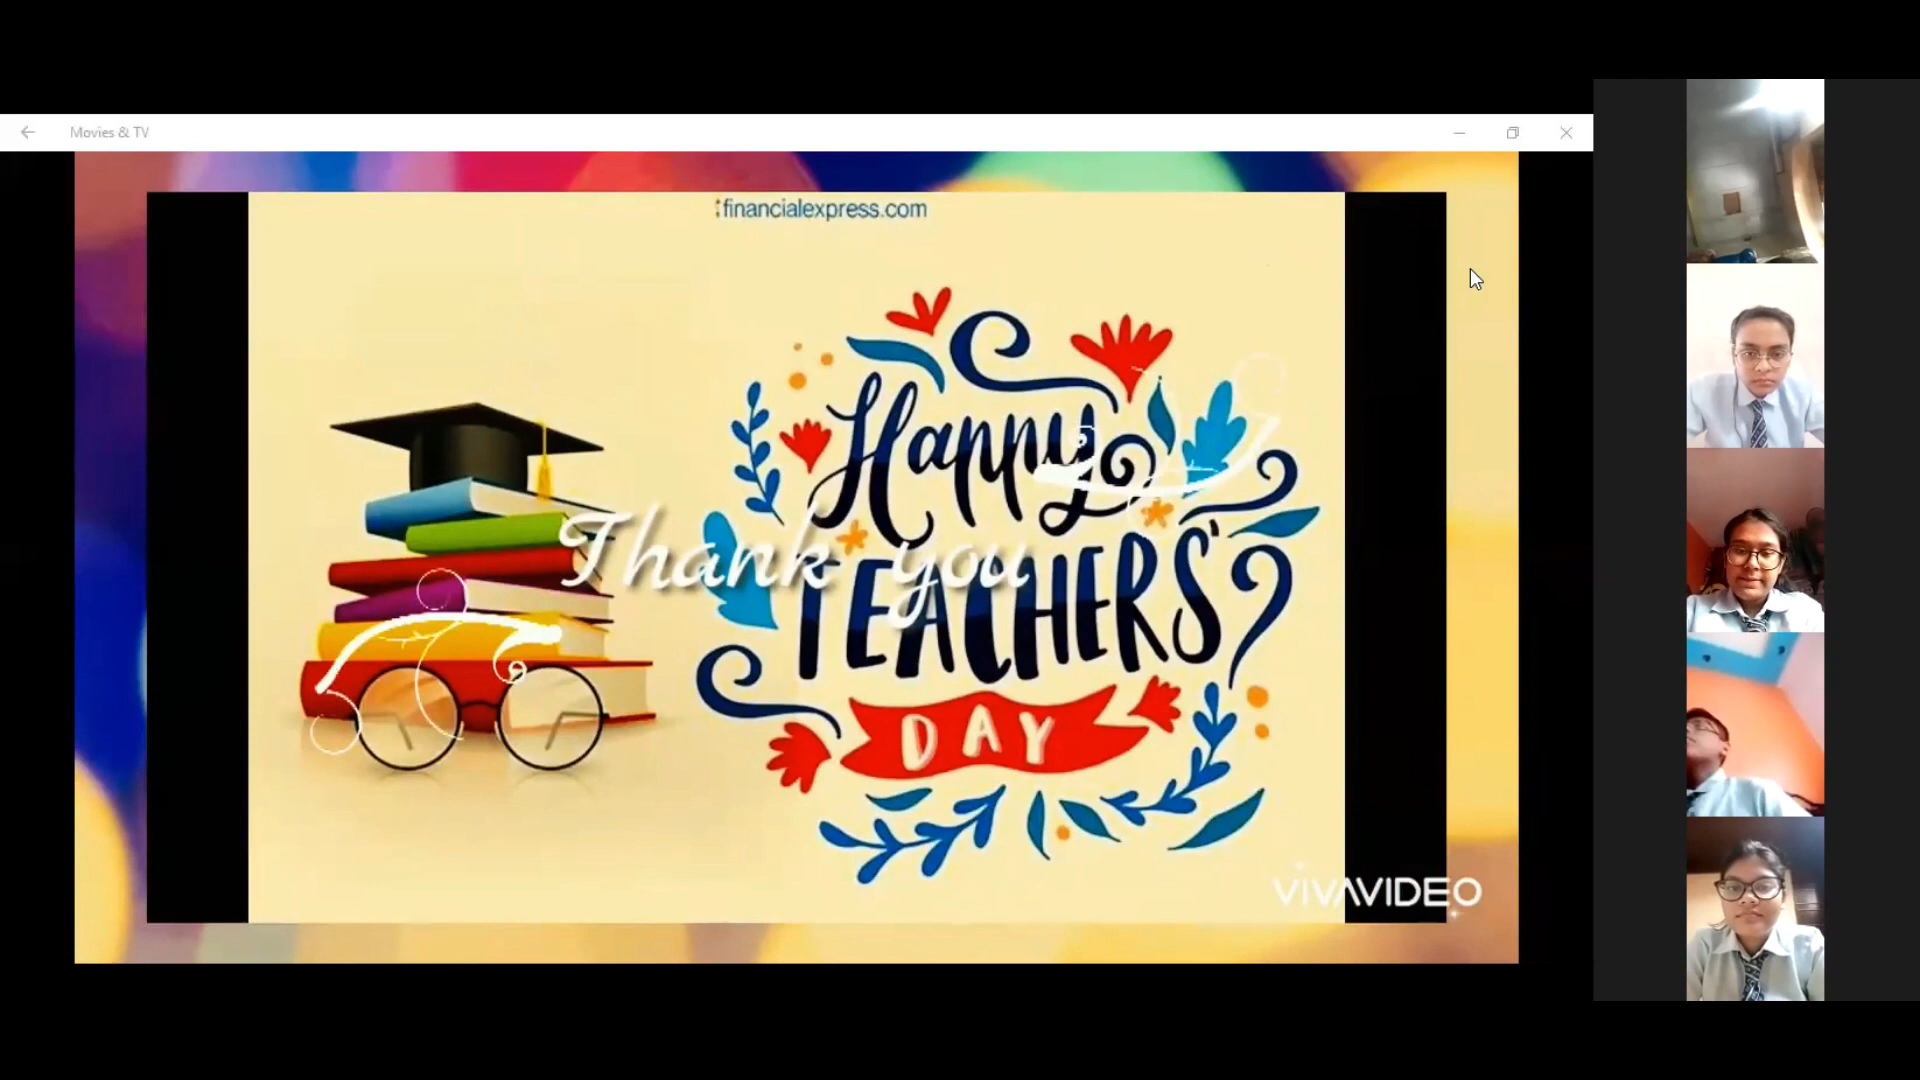 Movies & TV
financialexpress.com
Happy
Thank you
TEACHERS'
DAY
VIVAVIDEO